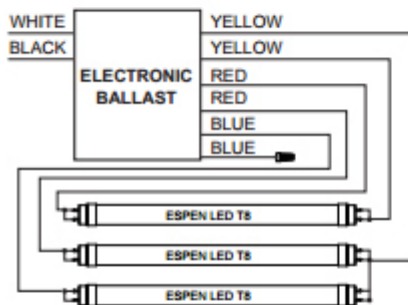 WHITE
BLACK
ELECTRONIC
BALLAST
YELLOW
YELLOW
RED
RED
BLUE
BLUE
ESPEN LED T8
ESPEN LED T8
ESPEN LED T8